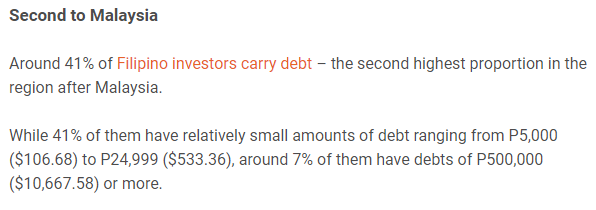 Second to Malaysia
Around 41% of Filipino investors carry debt – the second highest proportion in the
region after Malaysia.
While 41% of them have relatively small amounts of debt ranging from P5,000
($106.68) to P24,999 ($533.36), around 7% of them have debts of P500,000
($10,667.58) or more.